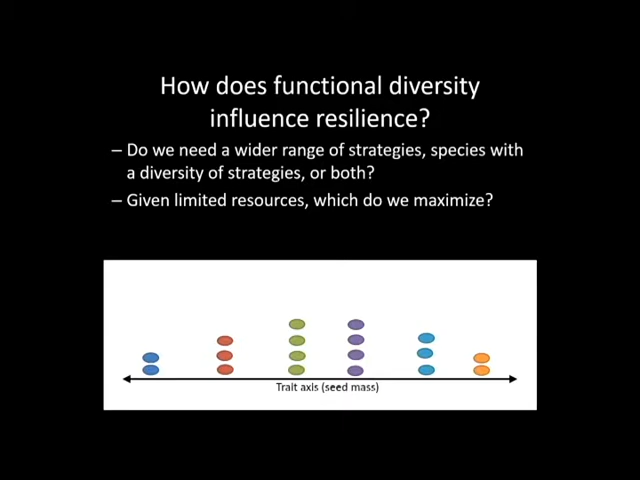 How does functional diversity
influence resilience?
– Do we need a wider range of strategies, species with
a diversity of strategies, or both?
– Given limited resources, which do we maximize?
Trait axis (seed mass)